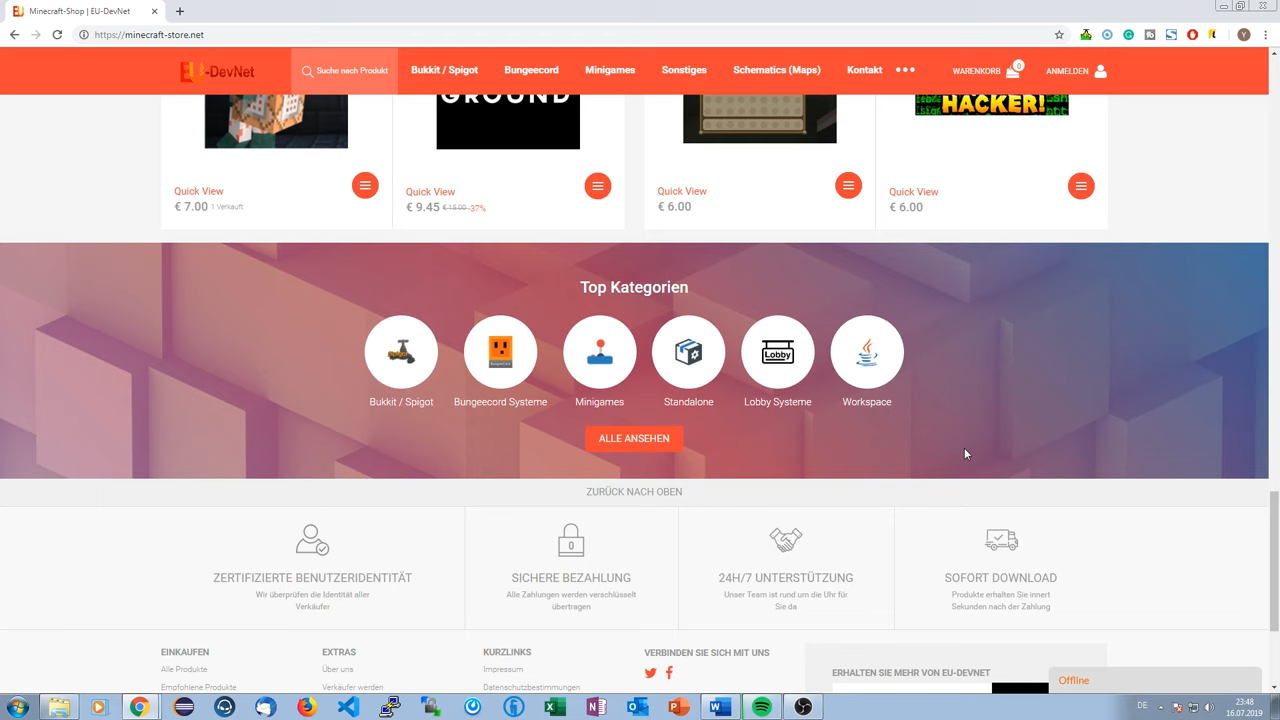 Minecraft-Shop | EU-DevNet
https://minecraft-store.net
EU-DevNet
Suche nach Produkt
Bukkit / Spigot
Bungeecord
Minigames
Sonstiges
Schematics (Maps)
Kontakt
WARENKORB
0
ANMELDEN
GROUND
HACKER!
Quick View
€ 7.00 1 Verkauft
Quick View
€ 9.45 € 15.00 -37%
Quick View
€ 6.00
Quick View
€ 6.00
Top Kategorien
Lobby
Bukkit / Spigot
Bungeecord Systeme
Minigames
Standalone
Lobby Systeme
Workspace
ALLE ANSEHEN
ZURÜCK NACH OBEN
0
ZERTIFIZIERTE BENUTZERIDENTITÄT
Wir überprüfen die Identität aller
Verkäufer
SICHERE BEZAHLUNG
Alle Zahlungen werden verschlüsselt
übertragen
24H/7 UNTERSTÜTZUNG
Unser Team ist rund um die Uhr für
Sie da
SOFORT DOWNLOAD
Produkte erhalten Sie innert
Sekunden nach der Zahlung
EINKAUFEN
Alle Produkte
Empfohlene Produkte
EXTRAS
Über uns
Verkäufer werden
KURZLINKS
Impressum
Datenschutzbestimmungen
VERBINDEN SIE SICH MIT UNS
ERHALTEN SIE MEHR VON EU-DEVNET
Offline
DE
23:48
16.07.2019